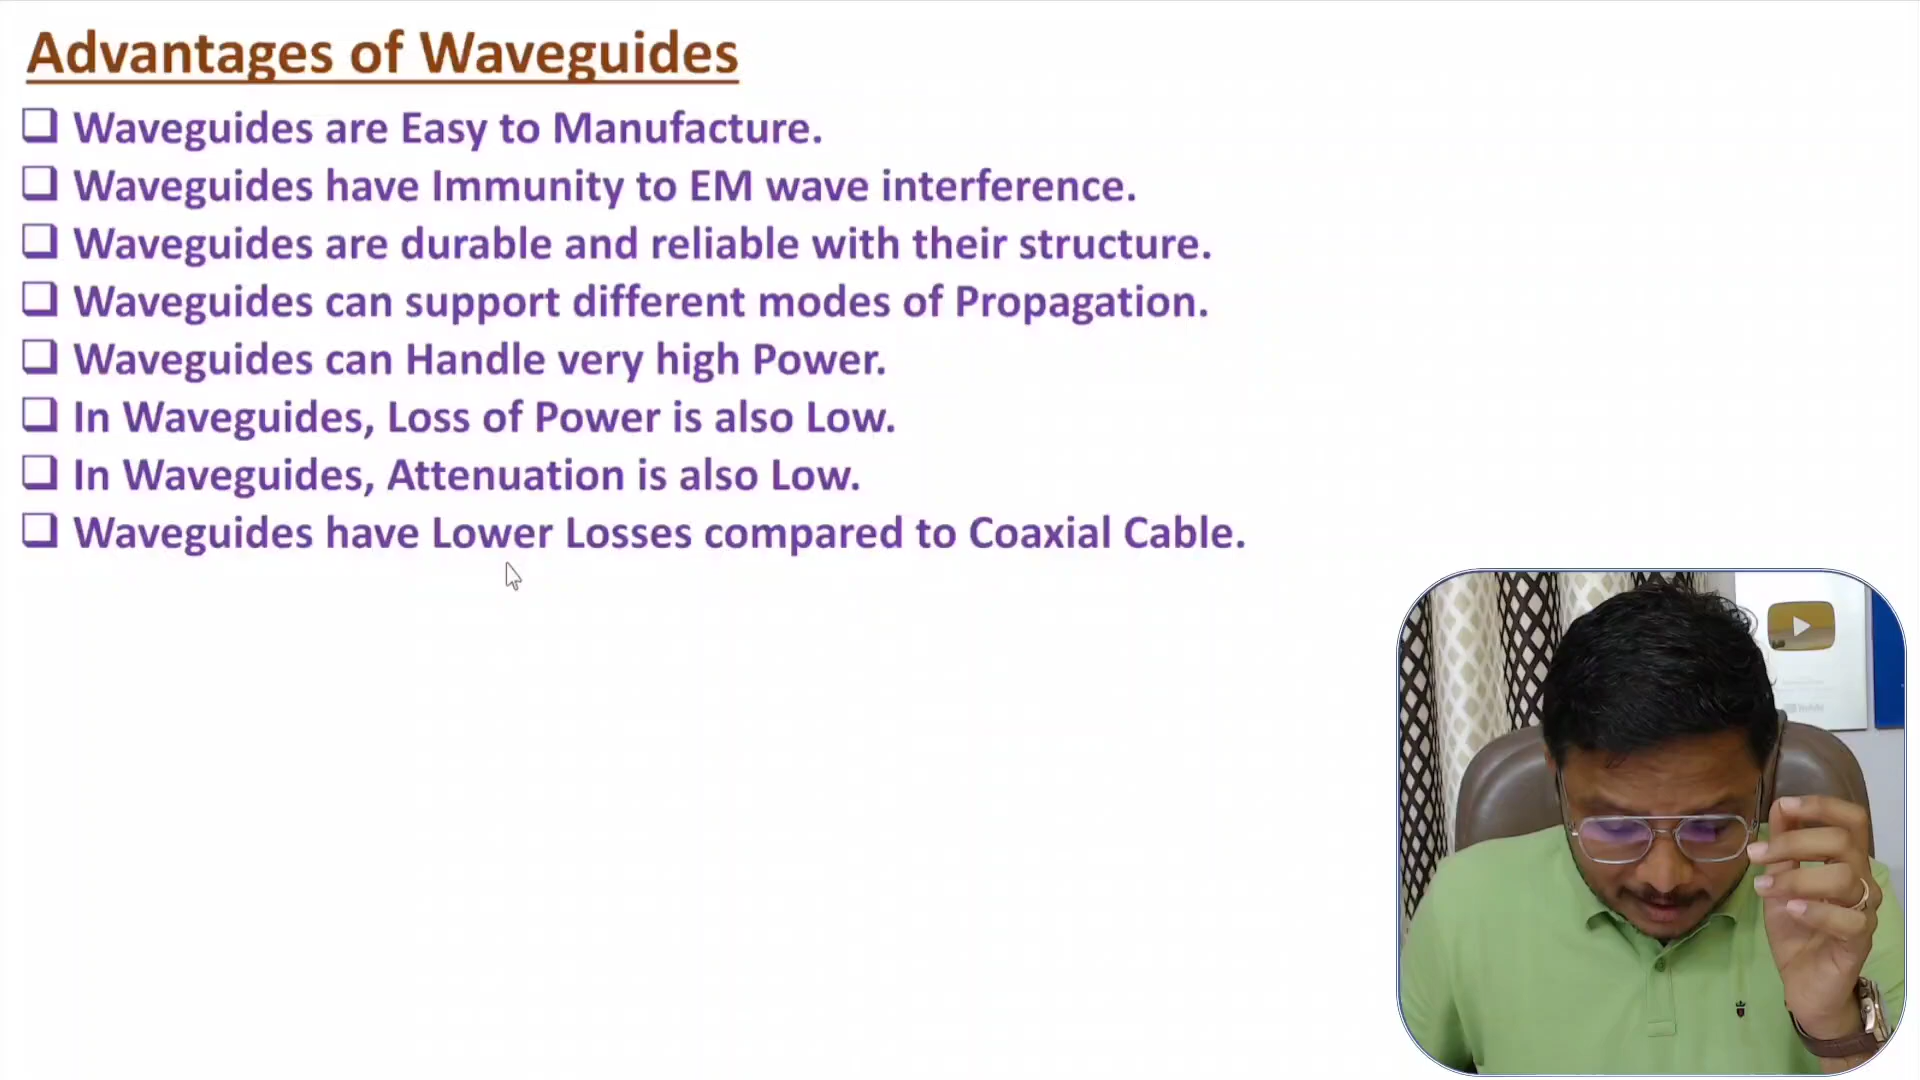 Advantages of Waveguides
Waveguides are Easy to Manufacture.
Waveguides have Immunity to EM wave interference.
Waveguides are durable and reliable with their structure.
Waveguides can support different modes of Propagation.
Waveguides can Handle very high Power.
In Waveguides, Loss of Power is also Low.
In Waveguides, Attenuation is also Low.
Waveguides have Lower Losses compared to Coaxial Cable.